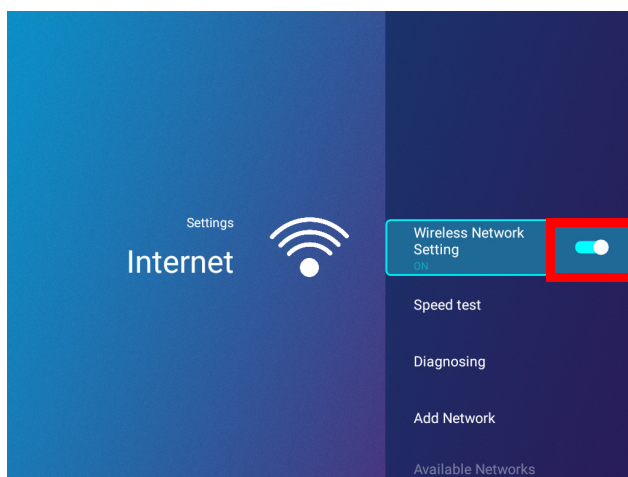 Settings
Internet
Wireless Network
Setting
ON
Speed test
Diagnosing
Add Network
Available Networks